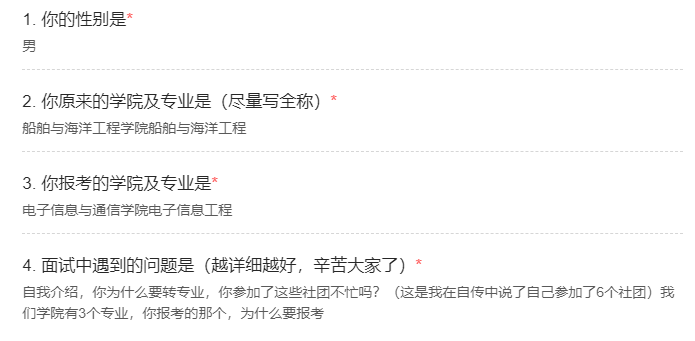 1. 你的性别是*
男
2. 你原来的学院及专业是（尽量写全称）*
船舶与海洋工程学院船舶与海洋工程
3. 你报考的学院及专业是*
电子信息与通信学院电子信息工程
4. 面试中遇到的问题是（越详细越好，辛苦大家了）*
自我介绍，你为什么要转专业，你参加了这些社团不忙吗？（这是我在自传中说了自己参加了6个社团）我
们学院有3个专业，你报考的那个，为什么要报考